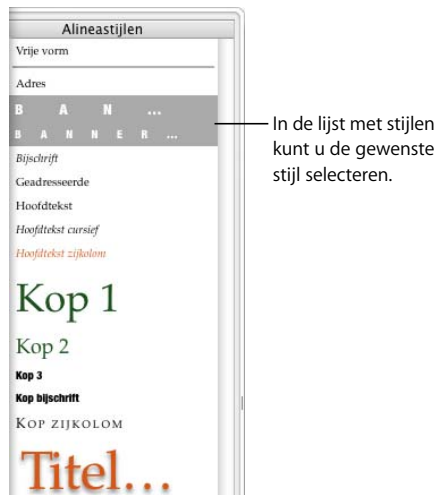 Alineastijlen
Vrije vorm
Adres
B A N ...
B A N N E R ...
Bijschrift
Geadresseerde
Hoofdtekst
Hoofdtekst cursief
Hoofdtekst zijkolom
Kop 1
Kop 2
Kop 3
Kop bijschrift
KOP ZIJKOLOM
Titel...
In de lijst met stijlen
kunt u de gewenste
stijl selecteren.